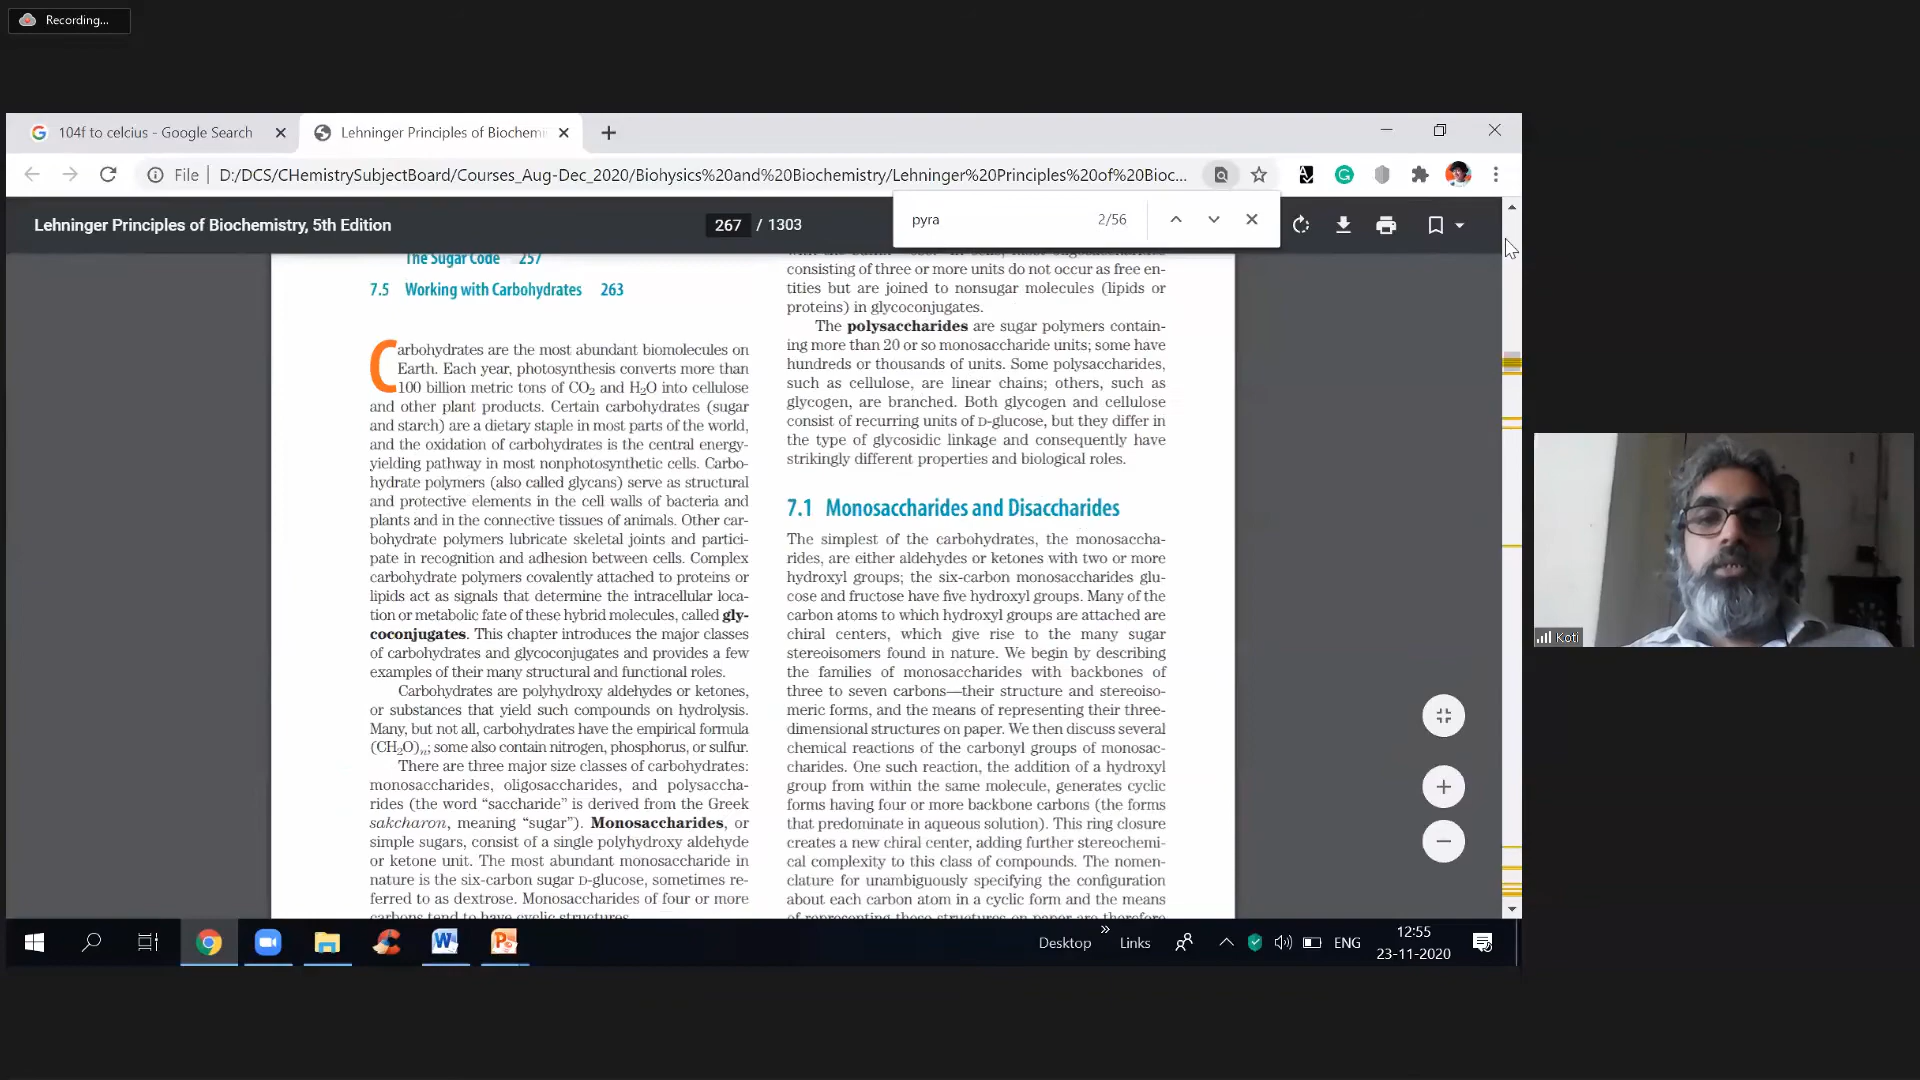 Recording...
104f to celcius - Google Search
Lehninger Principles of Biochemi
File
D:/DCS/CHemistrySubjectBoard/Courses_Aug-Dec_2020/Biohysics%20and%20Biochemistry/Lehninger%20Principles%20of%20Bioc...
pyra
2/56
Lehninger Principles of Biochemistry, 5th Edition
267 / 1303
The Sugar Code 257
7.5 Working with Carbohydrates 263
Carbohydrates are the most abundant biomolecules on
Earth. Each year, photosynthesis converts more than
100 billion metric tons of CO₂ and H₂O into cellulose
and other plant products. Certain carbohydrates (sugar
and starch) are a dietary staple in most parts of the world,
and the oxidation of carbohydrates is the central energy-
yielding pathway in most nonphotosynthetic cells. Carbo-
hydrate polymers (also called glycans) serve as structural
and protective elements in the cell walls of bacteria and
plants and in the connective tissues of animals. Other car-
bohydrate polymers lubricate skeletal joints and partici-
pate in recognition and adhesion between cells. Complex
carbohydrate polymers covalently attached to proteins or
lipids act as signals that determine the intracellular loca-
tion or metabolic fate of these hybrid molecules, called gly-
coconjugates. This chapter introduces the major classes
of carbohydrates and glycoconjugates and provides a few
examples of their many structural and functional roles.
Carbohydrates are polyhydroxy aldehydes or ketones,
or substances that yield such compounds on hydrolysis.
Many, but not all, carbohydrates have the empirical formula
(CH₂O)ₙ; some also contain nitrogen, phosphorus, or sulfur.
There are three major size classes of carbohydrates:
monosaccharides, oligosaccharides, and polysaccha-
rides (the word “saccharide” is derived from the Greek
sakcharon, meaning “sugar”). Monosaccharides, or
simple sugars, consist of a single polyhydroxy aldehyde
or ketone unit. The most abundant monosaccharide in
nature is the six-carbon sugar D-glucose, sometimes re-
ferred to as dextrose. Monosaccharides of four or more
carbons tend to have cyclic structures.
consisting of three or more units do not occur as free en-
tities but are joined to nonsugar molecules (lipids or
proteins) in glycoconjugates.
The polysaccharides are sugar polymers contain-
ing more than 20 or so monosaccharide units; some have
hundreds or thousands of units. Some polysaccharides,
such as cellulose, are linear chains; others, such as
glycogen, are branched. Both glycogen and cellulose
consist of recurring units of D-glucose, but they differ in
the type of glycosidic linkage and consequently have
strikingly different properties and biological roles.
7.1 Monosaccharides and Disaccharides
The simplest of the carbohydrates, the monosaccha-
rides, are either aldehydes or ketones with two or more
hydroxyl groups; the six-carbon monosaccharides glu-
cose and fructose have five hydroxyl groups. Many of the
carbon atoms to which hydroxyl groups are attached are
chiral centers, which give rise to the many sugar
stereoisomers found in nature. We begin by describing
the families of monosaccharides with backbones of
three to seven carbons—their structure and stereoiso-
meric forms, and the means of representing their three-
dimensional structures on paper. We then discuss several
chemical reactions of the carbonyl groups of monosac-
charides. One such reaction, the addition of a hydroxyl
group from within the same molecule, generates cyclic
forms having four or more backbone carbons (the forms
that predominate in aqueous solution). This ring closure
creates a new chiral center, adding further stereochemi-
cal complexity to this class of compounds. The nomen-
clature for unambiguously specifying the configuration
about each carbon atom in a cyclic form and the means
of representing these structures on paper are therefore
Koti
Desktop
Links
ENG
12:55
23-11-2020